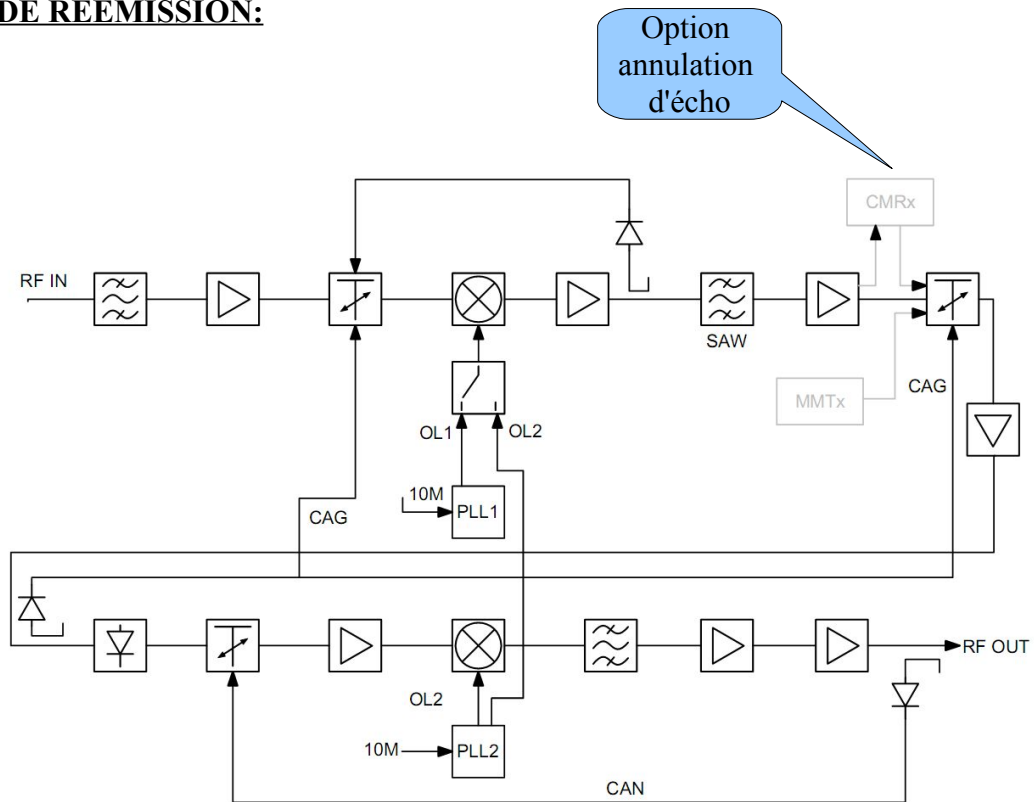 DE RÉÉMISSION:
Option
annulation
d'écho
CMRx
RF IN
SAW
MMTx
CAG
OL1
OL2
10M
PLL1
CAG
RF OUT
OL2
10M
PLL2
CAN